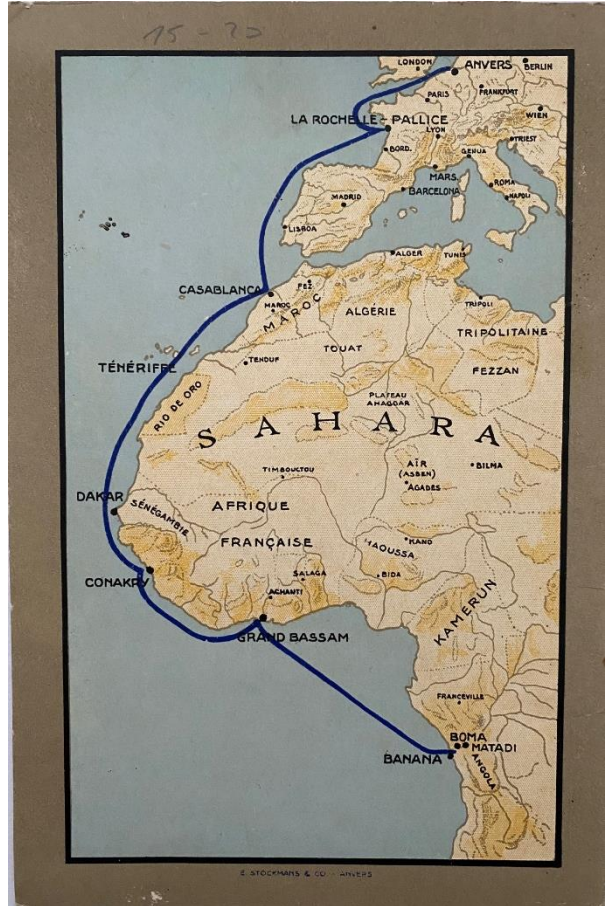 15-20
LONDON
ANVERS
BERLIN
PARIS
FRANKFURT
LA ROCHELLE - PALLICE
WIEN
LYON
TRIEST
BORD.
GENUA
MARS.
ROMA
BARCELONA
NAPOLI
MADRID
LISBOA
ALGER
TUNIS
CASABLANCA
FEZ
MAROC
MAROC
ALGÉRIE
TRIPOLI
TRIPOLITAINE
TOUAT
TÉNÉRIFFE
TENDUF
FEZZAN
RIO DE ORO
PLATEAU
AHAGGAR
SAHARA
TIMBOUCTOU
AÏR
(ASBEN)
AGADÈS
BILMA
DAKAR
SÉNÉGAMBIE
AFRIQUE
FRANÇAISE
HAOUSSA
KANO
CONAKRY
SALAGA
BIDA
ACHANTI
GRAND BASSAM
KAMERUN
FRANCEVILLE
BOMA
MATADI
BANANA
ANGOLA
E. STOCKMANS & CO - ANVERS